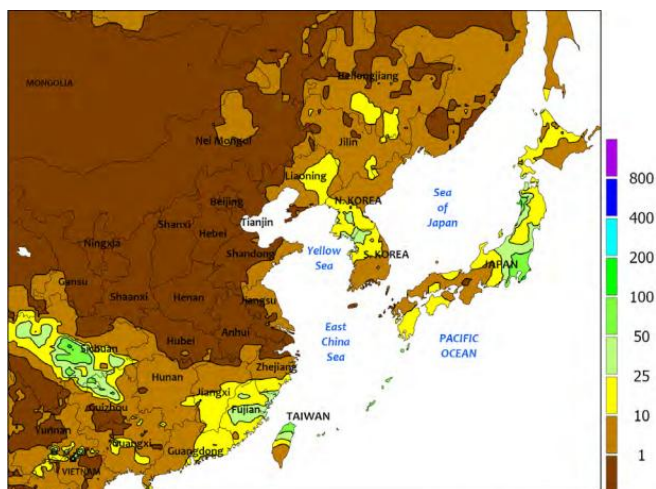 MONGOLIA
Heilongjiang
Nei Mongol
Jilin
Liaoning
Beijing
N. KOREA
Sea
of
Japan
Tianjin
Shanxi
Hebei
Ningxia
Shandong
Yellow
Sea
S. KOREA
JAPAN
Gansu
Shaanxi
Henan
Jiangsu
Hubei
Anhui
East
China
Sea
PACIFIC
OCEAN
Sichuan
Zhejiang
Hunan
Jiangxi
Guizhou
Fujian
TAIWAN
Yunnan
Guangxi
Guangdong
VIETNAM
800
400
200
100
50
25
10
1